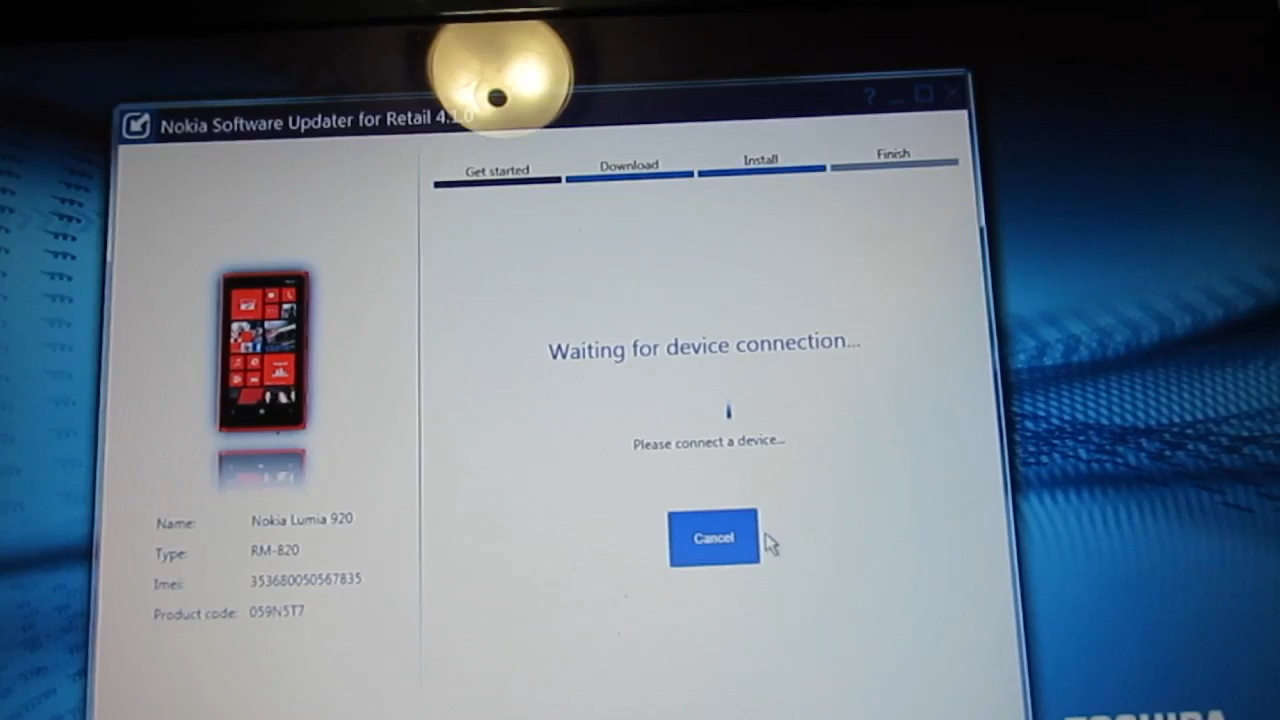 Nokia Software Updater for Retail 4.1.0
Get started
Download
Install
Finish
Waiting for device connection...
Please connect a device...
Cancel
Name: Nokia Lumia 920
Type: RM-820
Imei: 353680050567835
Product code: 059N5T7
TOSHIBA